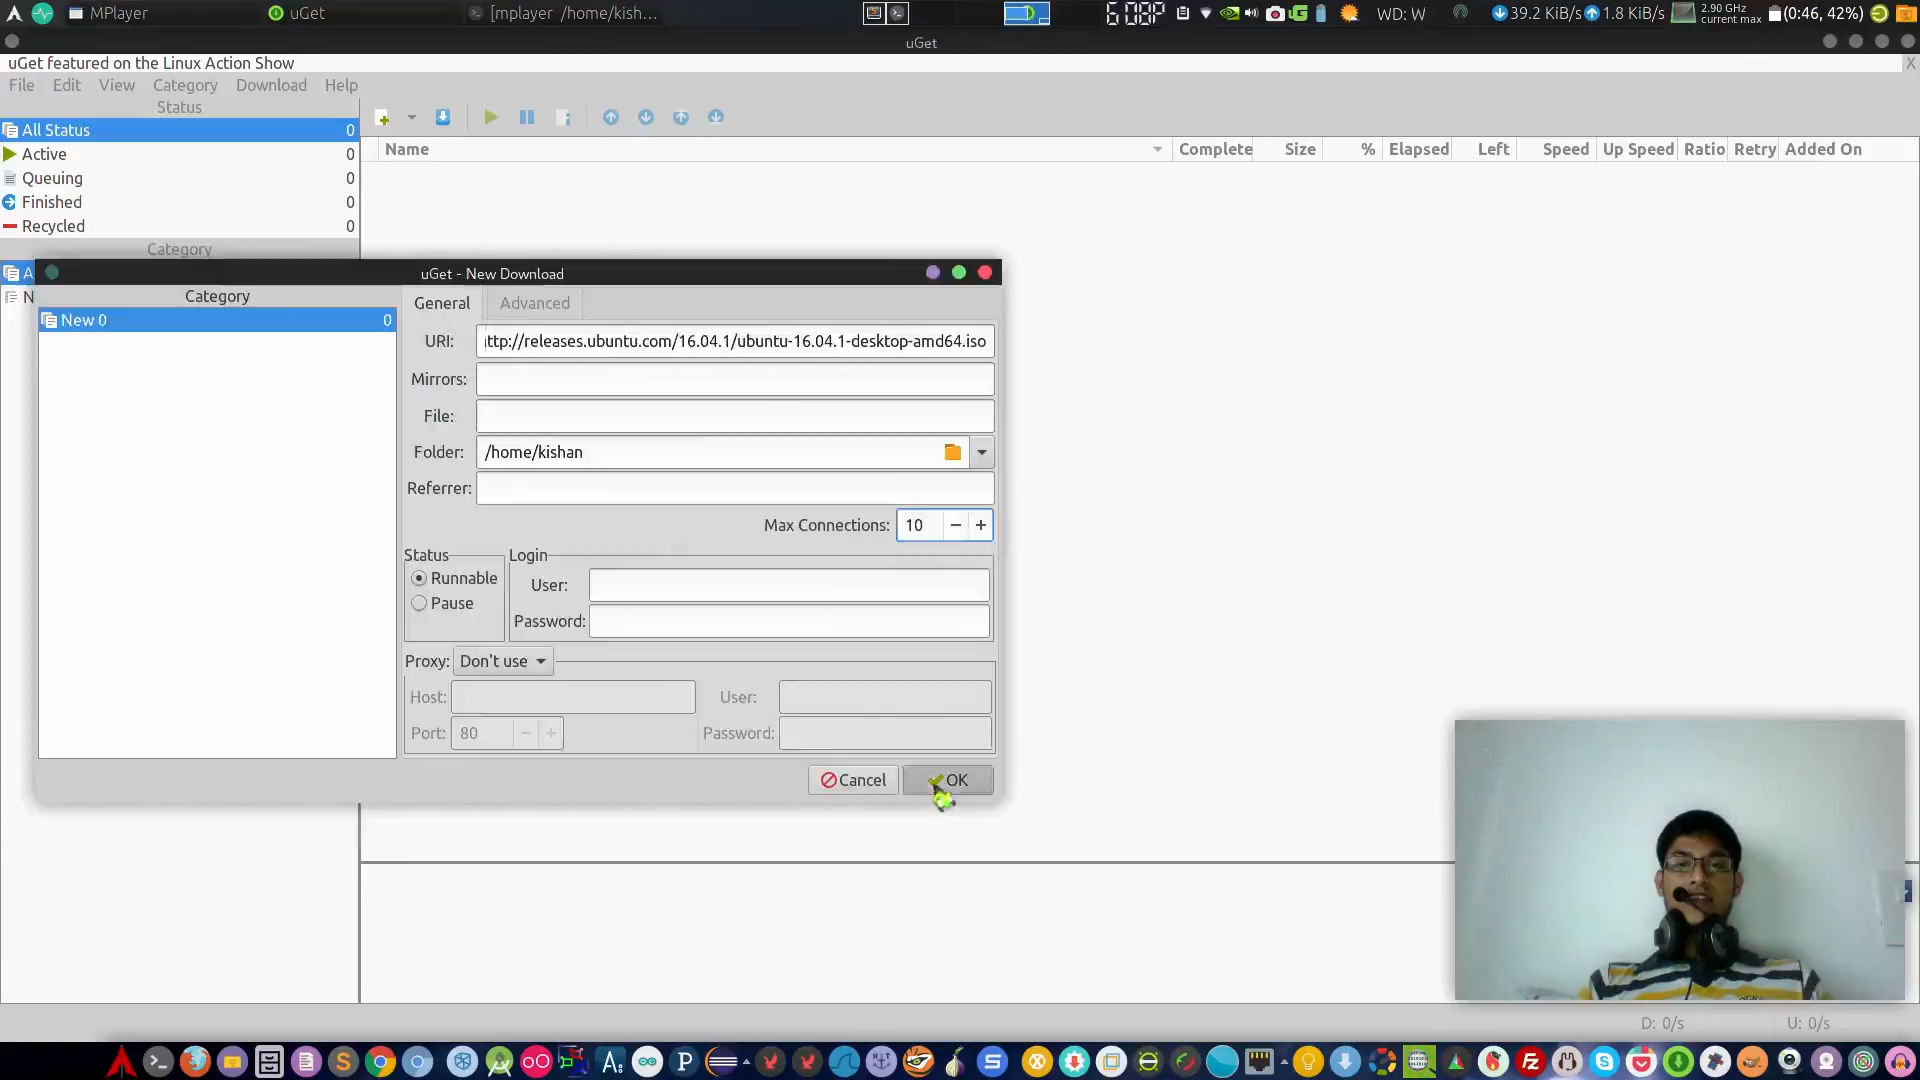 MPlayer
uGet
[mplayer /home/kish...
6:08P
WD: W
39.2 KiB/s
1.8 KiB/s
2.90 GHz
current max
(0:46, 42%)
uGet
uGet featured on the Linux Action Show
X
File Edit View Category Download Help
Status
All Status 0
Active 0
Queuing 0
Finished 0
Recycled 0
Category
A
N
Name Complete Size % Elapsed Left Speed Up Speed Ratio Retry Added On
uGet - New Download
Category
New 0 0
General Advanced
URI: ttp://releases.ubuntu.com/16.04.1/ubuntu-16.04.1-desktop-amd64.iso
Mirrors:
File:
Folder: /home/kishan
Referrer:
Max Connections: 10 − +
Status
Runnable
Pause
Login
User:
Password:
Proxy: Don't use
Host: User:
Port: 80 − + Password:
Cancel OK
D: 0/s U: 0/s